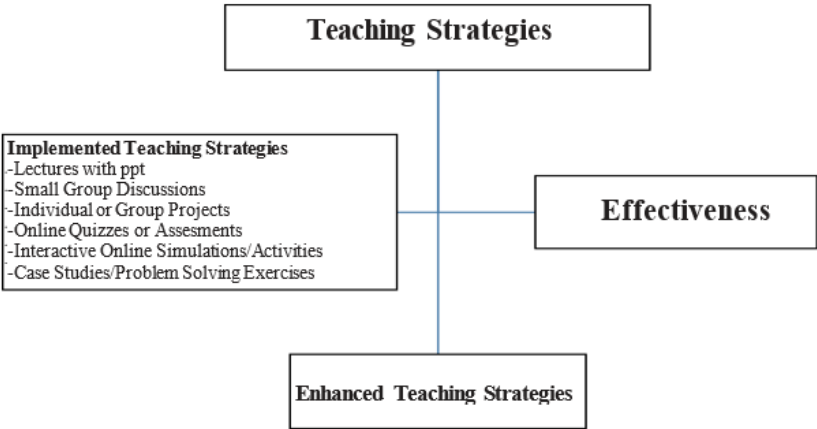 Teaching Strategies
Implemented Teaching Strategies
-Lectures with ppt
-Small Group Discussions
-Individual or Group Projects
-Online Quizzes or Assesments
-Interactive Online Simulations/Activities
-Case Studies/Problem Solving Exercises
Effectiveness
Enhanced Teaching Strategies